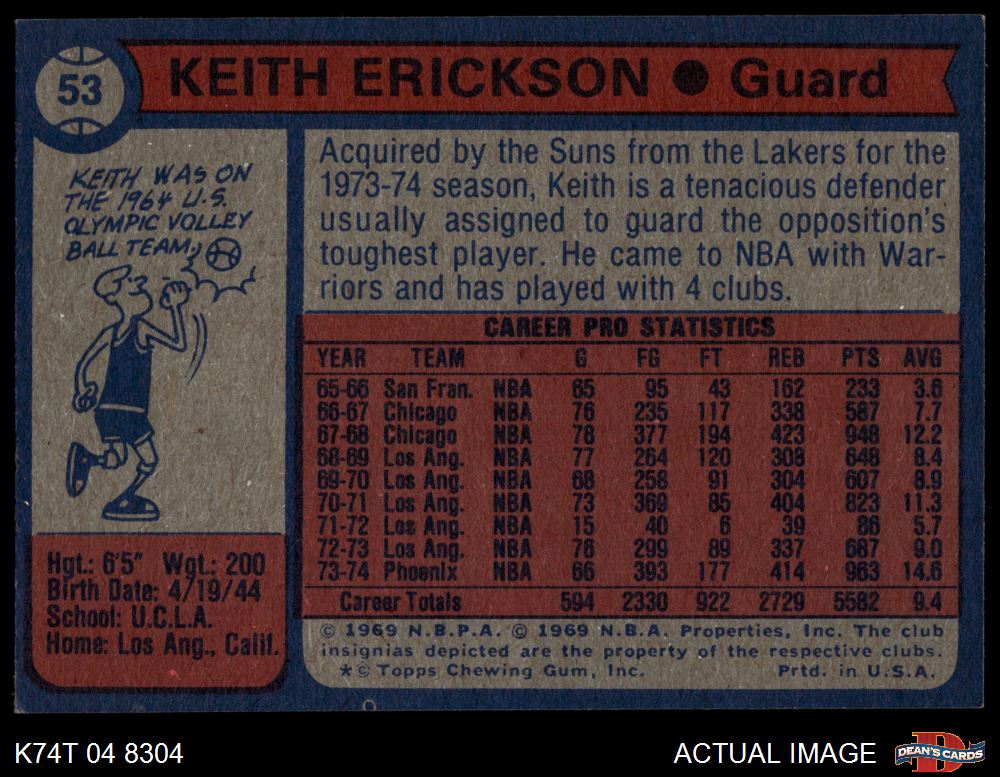 53
KEITH ERICKSON ● Guard
KEITH WAS ON
THE 1964 U.S.
OLYMPIC VOLLEY
BALL TEAM
Hgt.: 6'5" Wgt.: 200
Birth Date: 4/19/44
School: U.C.L.A.
Home: Los Ang., Calif.
Acquired by the Suns from the Lakers for the
1973-74 season, Keith is a tenacious defender
usually assigned to guard the opposition's
toughest player. He came to NBA with War-
riors and has played with 4 clubs.
CAREER PRO STATISTICS
YEAR TEAM G FG FT REB PTS AVG
65-66 San Fran. NBA 65 95 43 162 233 3.6
66-67 Chicago NBA 76 235 117 338 587 7.7
67-68 Chicago NBA 78 377 194 423 948 12.2
68-69 Los Ang. NBA 77 264 120 308 648 8.4
69-70 Los Ang. NBA 68 258 91 304 607 8.9
70-71 Los Ang. NBA 73 369 85 404 823 11.3
71-72 Los Ang. NBA 15 40 6 39 86 5.7
72-73 Los Ang. NBA 76 299 89 337 687 9.0
73-74 Phoenix NBA 66 393 177 414 963 14.6
Career Totals 594 2330 922 2729 5582 9.4
© 1969 N.B.P.A. © 1969 N.B.A. Properties, Inc. The club
insignias depicted are the property of the respective clubs.
*© Topps Chewing Gum, Inc. Prtd. in U.S.A.
K74T 04 8304
ACTUAL IMAGE
D
DEAN'S CARDS